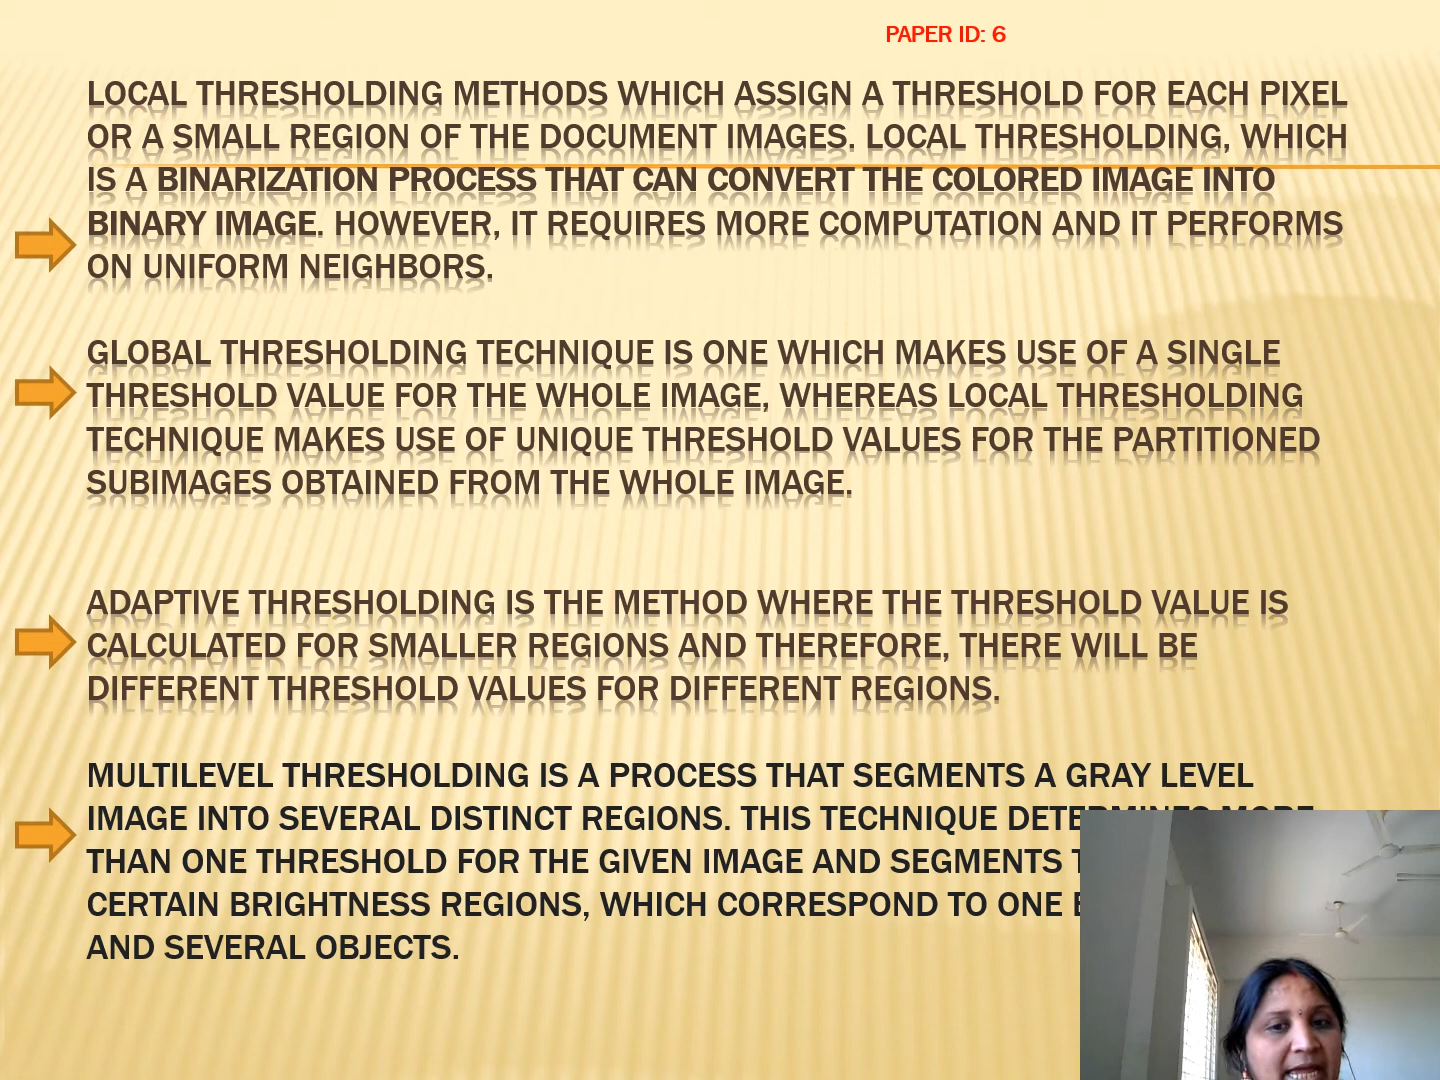 PAPER ID: 6
LOCAL THRESHOLDING METHODS WHICH ASSIGN A THRESHOLD FOR EACH PIXEL
OR A SMALL REGION OF THE DOCUMENT IMAGES. LOCAL THRESHOLDING, WHICH
IS A BINARIZATION PROCESS THAT CAN CONVERT THE COLORED IMAGE INTO
BINARY IMAGE. HOWEVER, IT REQUIRES MORE COMPUTATION AND IT PERFORMS
ON UNIFORM NEIGHBORS.
GLOBAL THRESHOLDING TECHNIQUE IS ONE WHICH MAKES USE OF A SINGLE
THRESHOLD VALUE FOR THE WHOLE IMAGE, WHEREAS LOCAL THRESHOLDING
TECHNIQUE MAKES USE OF UNIQUE THRESHOLD VALUES FOR THE PARTITIONED
SUBIMAGES OBTAINED FROM THE WHOLE IMAGE.
ADAPTIVE THRESHOLDING IS THE METHOD WHERE THE THRESHOLD VALUE IS
CALCULATED FOR SMALLER REGIONS AND THEREFORE, THERE WILL BE
DIFFERENT THRESHOLD VALUES FOR DIFFERENT REGIONS.
MULTILEVEL THRESHOLDING IS A PROCESS THAT SEGMENTS A GRAY LEVEL
IMAGE INTO SEVERAL DISTINCT REGIONS. THIS TECHNIQUE DETERMINES MORE
THAN ONE THRESHOLD FOR THE GIVEN IMAGE AND SEGMENTS
CERTAIN BRIGHTNESS REGIONS, WHICH CORRESPOND TO ONE
AND SEVERAL OBJECTS.